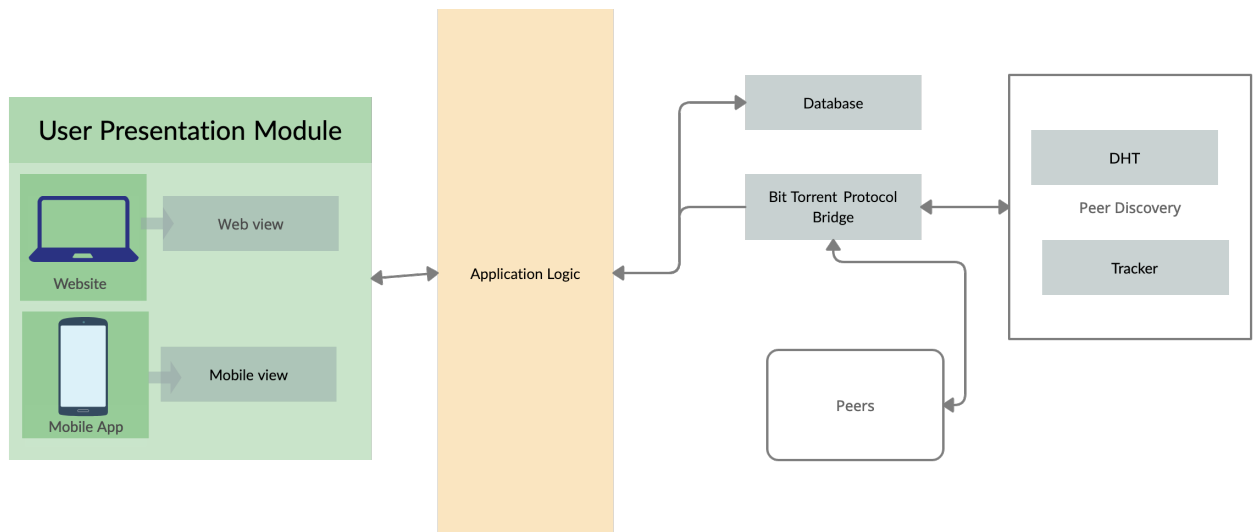 User Presentation Module
Web view
Website
Mobile view
Mobile App
Application Logic
Database
Bit Torrent Protocol
Bridge
DHT
Peer Discovery
Tracker
Peers